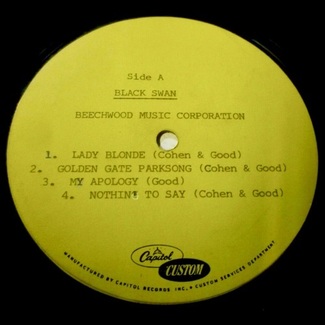 Side A
BLACK SWAN
BEECHWOOD MUSIC CORPORATION
1. LADY BLONDE (Cohen & Good)
2. GOLDEN GATE PARKSONG (Cohen & Good)
3. MY APOLOGY (Good)
4. NOTHIN' TO SAY (Cohen & Good)
Capitol
CUSTOM
MANUFACTURED BY CAPITOL RECORDS INC. • CUSTOM SERVICES DEPARTMENT